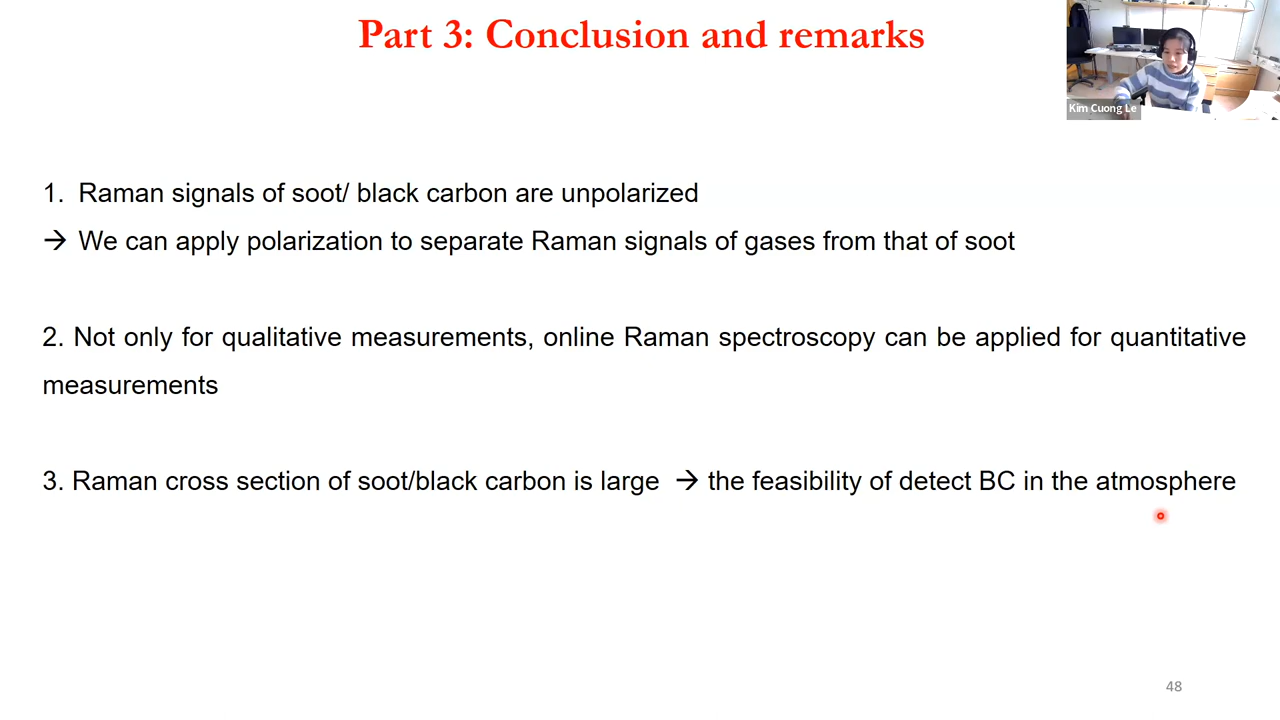 Part 3: Conclusion and remarks
Kim Cuong Le
1. Raman signals of soot/ black carbon are unpolarized
→ We can apply polarization to separate Raman signals of gases from that of soot
2. Not only for qualitative measurements, online Raman spectroscopy can be applied for quantitative
measurements
3. Raman cross section of soot/black carbon is large → the feasibility of detect BC in the atmosphere
48